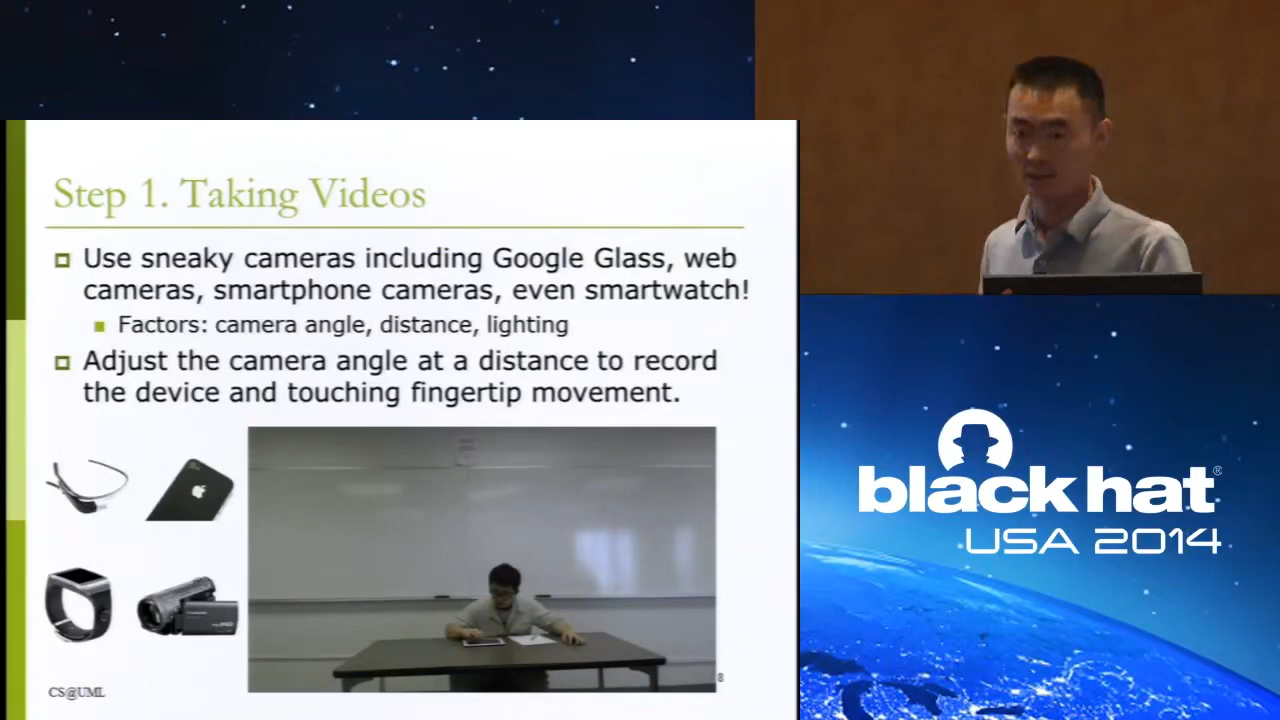 Step 1. Taking Videos
Use sneaky cameras including Google Glass, web
cameras, smartphone cameras, even smartwatch!
Factors: camera angle, distance, lighting
Adjust the camera angle at a distance to record
the device and touching fingertip movement.
CS@UML
8
black hat®
USA 2014